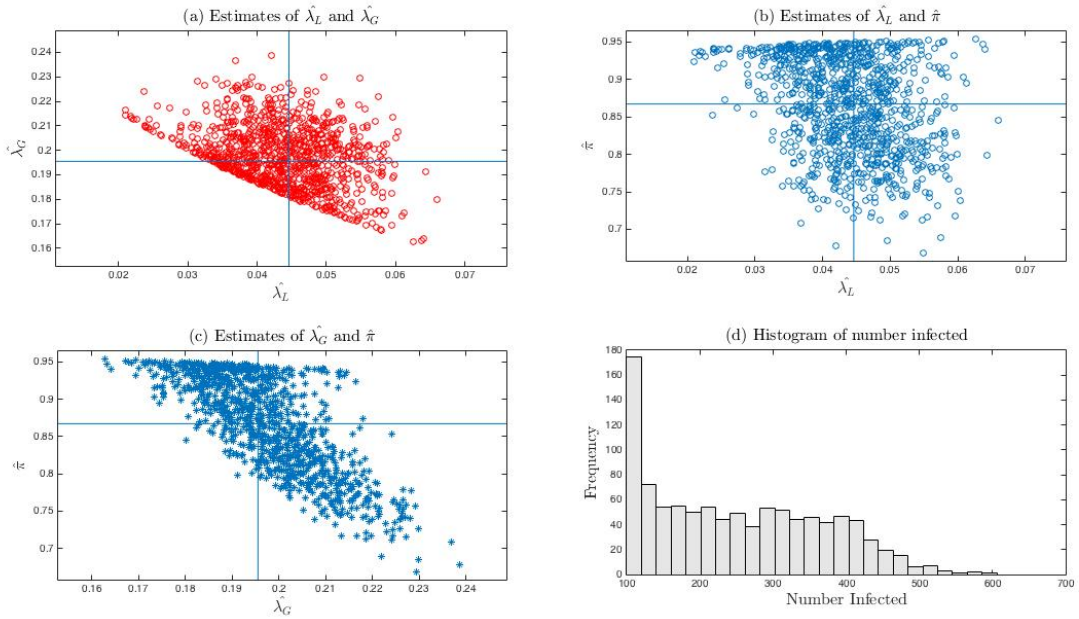 (a) Estimates of λ̂_L and λ̂_G
0.24
0.23
0.22
0.21
0.2
0.19
0.18
0.17
0.16
λ̂_G
0.02 0.03 0.04 0.05 0.06 0.07
λ̂_L
(b) Estimates of λ̂_L and π̂
0.95
0.9
0.85
0.8
0.75
0.7
π̂
0.02 0.03 0.04 0.05 0.06 0.07
λ̂_L
(c) Estimates of λ̂_G and π̂
0.95
0.9
0.85
0.8
0.75
0.7
π̂
0.16 0.17 0.18 0.19 0.2 0.21 0.22 0.23 0.24
λ̂_G
(d) Histogram of number infected
180
160
140
120
100
80
60
40
20
0
Frequency
100 200 300 400 500 600 700
Number Infected